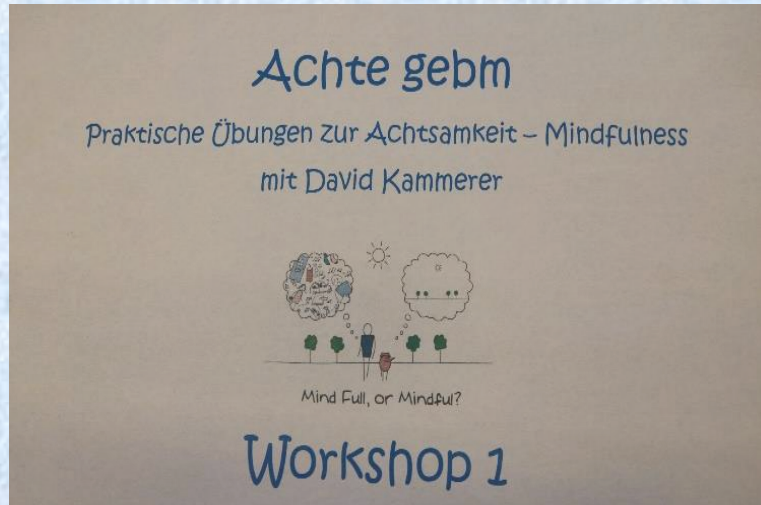 Achte gebm
Praktische Übungen zur Achtsamkeit – Mindfulness
mit David Kammerer
Mind Full, or Mindful?
Workshop 1